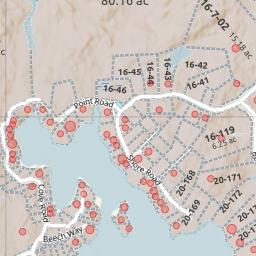 80.16 ac
16-7-02
15.18 ac
16-45
16-44
16-43
16-42
16-41
16-46
Point Road
16-119
6.25 ac
Shore Road
20-168
20-171
20-172
20-169
Cove Road
Beech Way